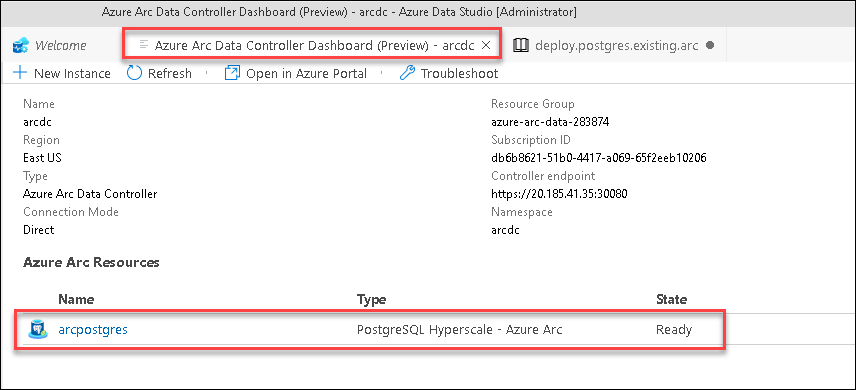 Azure Arc Data Controller Dashboard (Preview) - arcdc - Azure Data Studio [Administrator]
Welcome Azure Arc Data Controller Dashboard (Preview) - arcdc deploy.postgres.existing.arc
New Instance Refresh Open in Azure Portal Troubleshoot
Name Resource Group
arcdc azure-arc-data-283874
Region Subscription ID
East US db6b8621-51b0-4417-a069-65f2eeb10206
Type Controller endpoint
Azure Arc Data Controller https://20.185.41.35:30080
Connection Mode Namespace
Direct arcdc
Azure Arc Resources
Name Type State
arcpostgres PostgreSQL Hyperscale - Azure Arc Ready